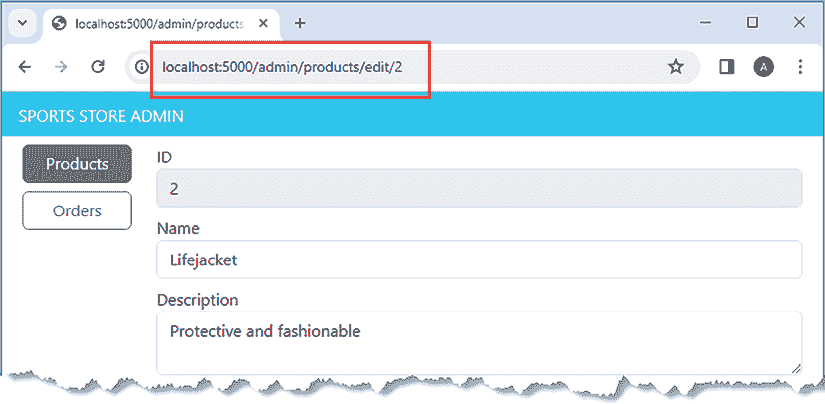 localhost:5000/admin/products
localhost:5000/admin/products/edit/2
A
SPORTS STORE ADMIN
Products
Orders
ID
2
Name
Lifejacket
Description
Protective and fashionable